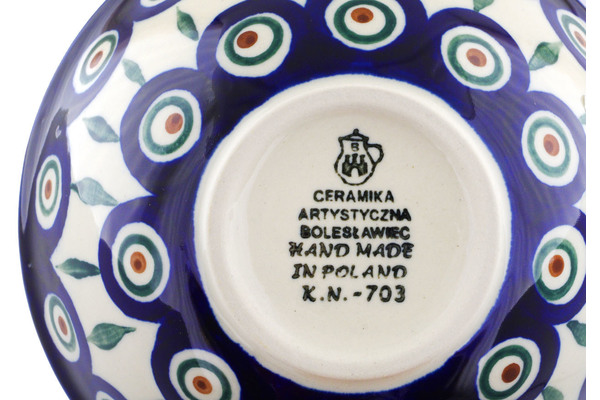 B
CERAMIKA
ARTYSTYCZNA
BOLESŁAWIEC
HAND MADE
IN POLAND
K.N.-703